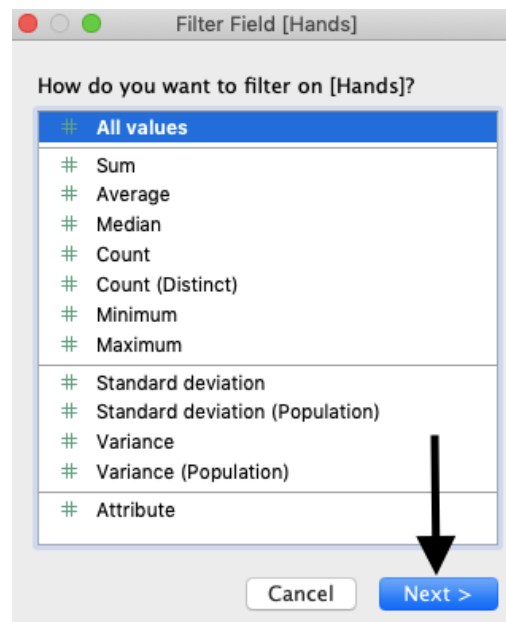 Filter Field [Hands]
How do you want to filter on [Hands]?
# All values
# Sum
# Average
# Median
# Count
# Count (Distinct)
# Minimum
# Maximum
# Standard deviation
# Standard deviation (Population)
# Variance
# Variance (Population)
# Attribute
Cancel Next >